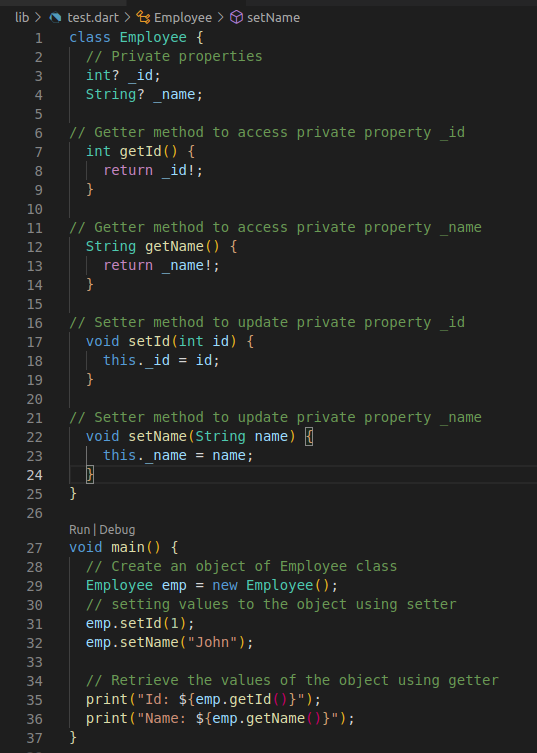 lib > test.dart > Employee > setName
1 class Employee {
2   // Private properties
3   int? _id;
4   String? _name;
5
6 // Getter method to access private property _id
7   int getId() {
8     return _id!;
9   }
10
11 // Getter method to access private property _name
12   String getName() {
13     return _name!;
14   }
15
16 // Setter method to update private property _id
17   void setId(int id) {
18     this._id = id;
19   }
20
21 // Setter method to update private property _name
22   void setName(String name) {
23     this._name = name;
24   }
25 }
26
Run | Debug
27 void main() {
28   // Create an object of Employee class
29   Employee emp = new Employee();
30   // setting values to the object using setter
31   emp.setId(1);
32   emp.setName("John");
33
34   // Retrieve the values of the object using getter
35   print("Id: ${emp.getId()}");
36   print("Name: ${emp.getName()}");
37 }